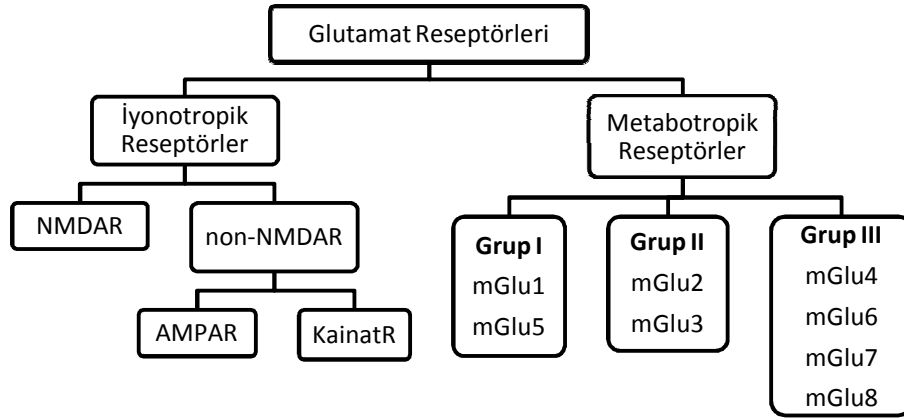 Glutamat Reseptörleri
İyonotropik
Reseptörler
Metabotropik
Reseptörler
NMDAR
non-NMDAR
AMPAR
KainatR
Grup I
mGlu1
mGlu5
Grup II
mGlu2
mGlu3
Grup III
mGlu4
mGlu6
mGlu7
mGlu8